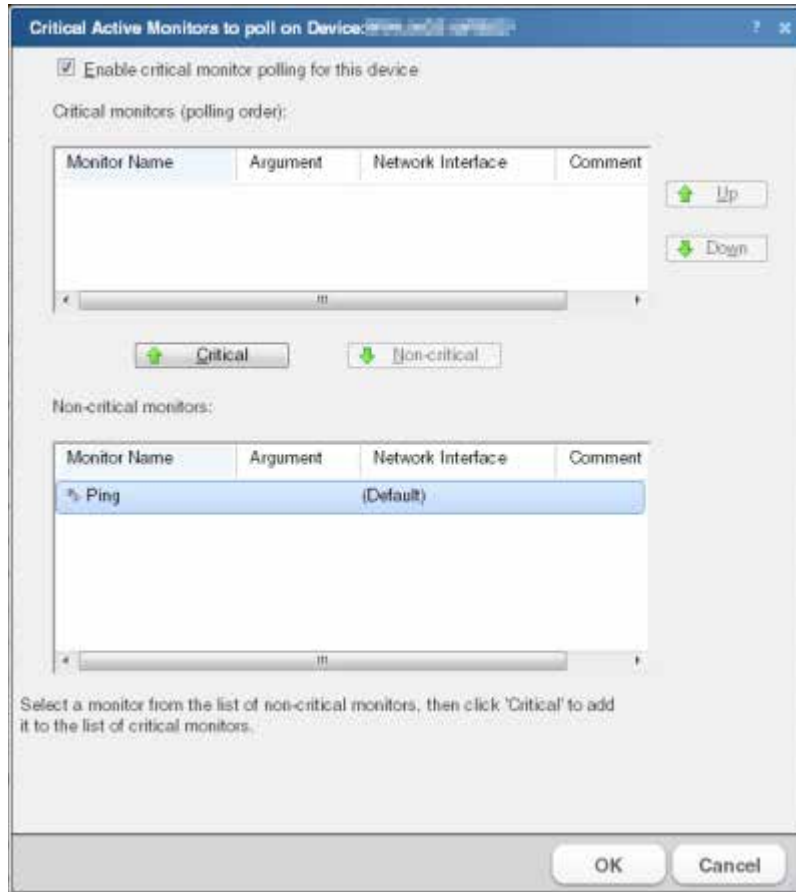 Critical Active Monitors to poll on Device:
? x
Enable critical monitor polling for this device
Critical monitors (polling order):
Monitor Name Argument Network Interface Comment
Up
Down
Critical Non-critical
Non-critical monitors:
Monitor Name Argument Network Interface Comment
Ping (Default)
Select a monitor from the list of non-critical monitors, then click 'Critical' to add
it to the list of critical monitors.
OK Cancel